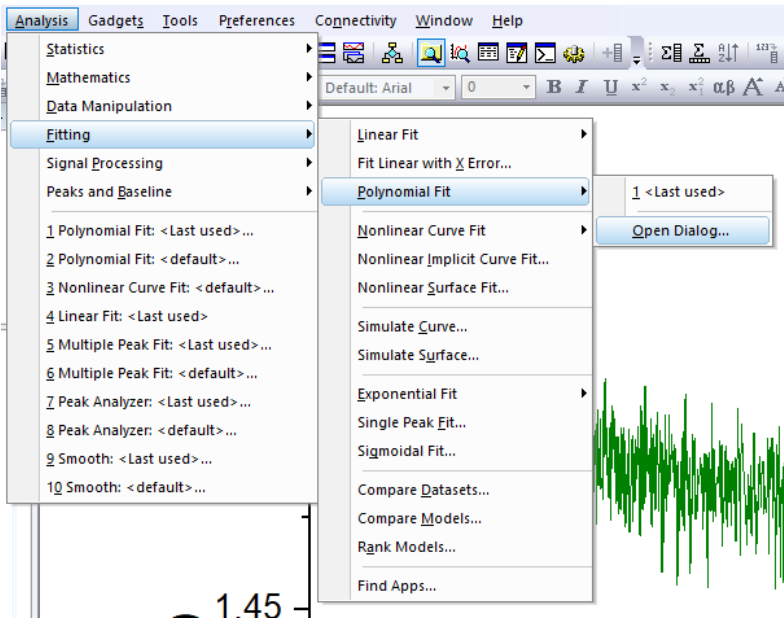 Analysis Gadgets Tools Preferences Connectivity Window Help
Statistics
Mathematics
Data Manipulation
Fitting
Signal Processing
Peaks and Baseline
1 Polynomial Fit: <Last used>...
2 Polynomial Fit: <default>...
3 Nonlinear Curve Fit: <default>...
4 Linear Fit: <Last used>
5 Multiple Peak Fit: <Last used>...
6 Multiple Peak Fit: <default>...
7 Peak Analyzer: <Last used>...
8 Peak Analyzer: <default>...
9 Smooth: <Last used>...
10 Smooth: <default>...
Default: Arial 0 B I U x² x₂ αβ A
Linear Fit
Fit Linear with X Error...
Polynomial Fit
Nonlinear Curve Fit
Nonlinear Implicit Curve Fit...
Nonlinear Surface Fit...
Simulate Curve...
Simulate Surface...
Exponential Fit
Single Peak Fit...
Sigmoidal Fit...
Compare Datasets...
Compare Models...
Rank Models...
Find Apps...
1 <Last used>
Open Dialog...
1,45